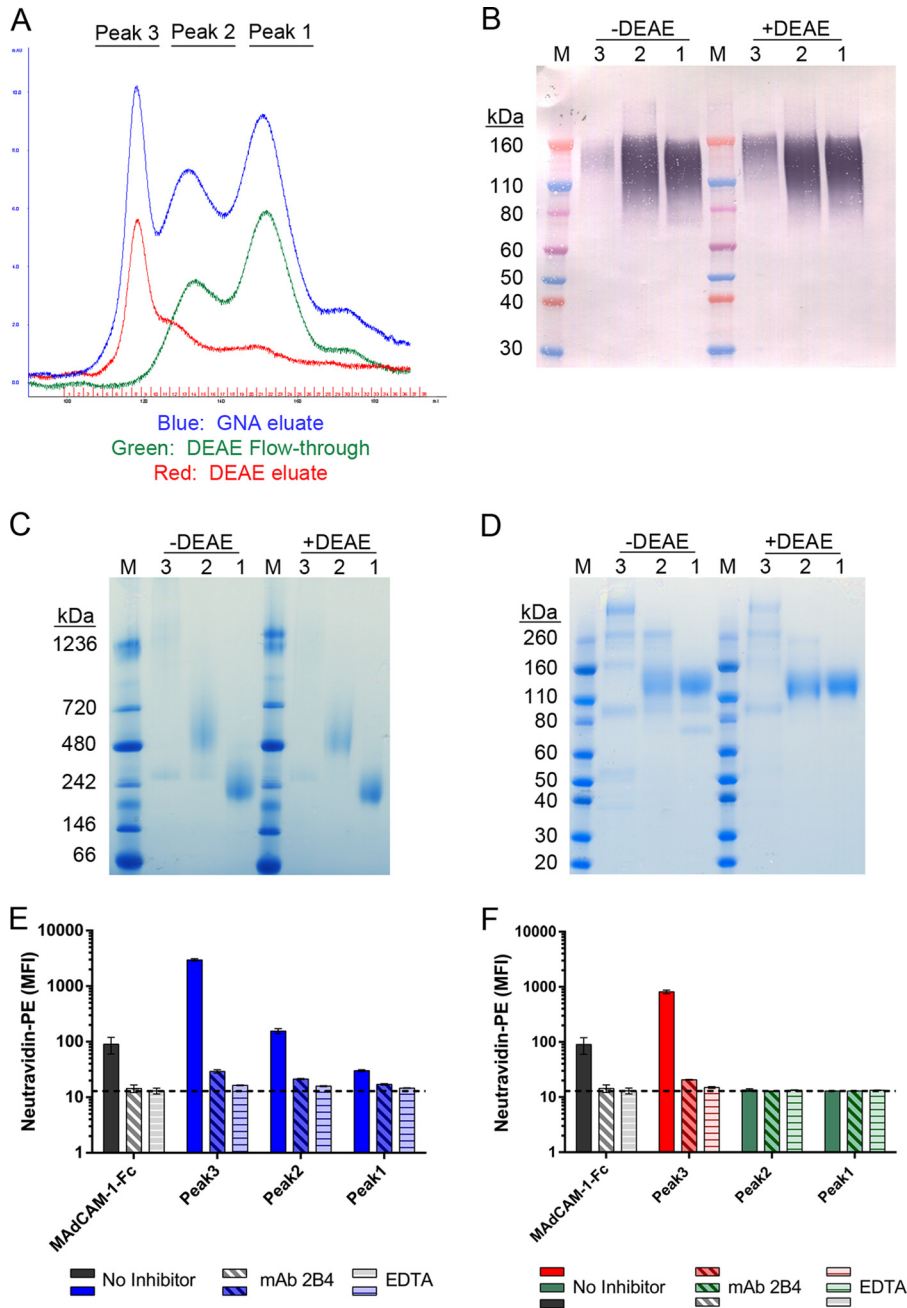 A
Peak 3 Peak 2 Peak 1
Blue: GNA eluate
Green: DEAE Flow-through
Red: DEAE eluate
B
-DEAE +DEAE
M 3 2 1 M 3 2 1
kDa
160
110
80
60
50
40
30
C
-DEAE +DEAE
M 3 2 1 M 3 2 1
kDa
1236
720
480
242
146
66
D
-DEAE +DEAE
M 3 2 1 M 3 2 1
kDa
260
160
110
80
60
50
40
30
20
E
Neutravidin-PE (MFI)
10000
1000
100
10
1
MAdCAM-1-Fc Peak3 Peak2 Peak1
No Inhibitor mAb 2B4 EDTA
F
Neutravidin-PE (MFI)
10000
1000
100
10
1
MAdCAM-1-Fc Peak3 Peak2 Peak1
No Inhibitor mAb 2B4 EDTA